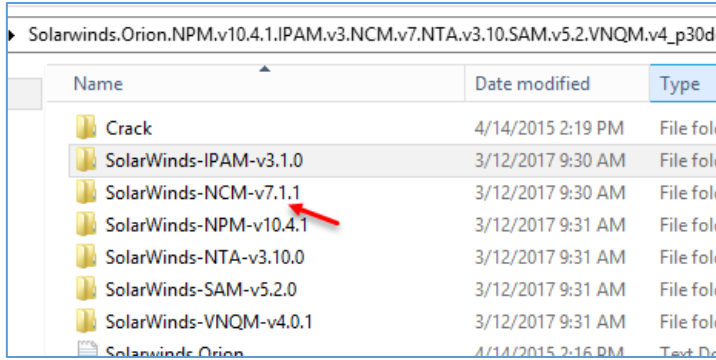 Solarwinds.Orion.NPM.v10.4.1.IPAM.v3.NCM.v7.NTA.v3.10.SAM.v5.2.VNQM.v4_p30d
Name Date modified Type
Crack 4/14/2015 2:19 PM File fol
SolarWinds-IPAM-v3.1.0 3/12/2017 9:30 AM File fol
SolarWinds-NCM-v7.1.1 3/12/2017 9:30 AM File fol
SolarWinds-NPM-v10.4.1 3/12/2017 9:31 AM File fol
SolarWinds-NTA-v3.10.0 3/12/2017 9:31 AM File fol
SolarWinds-SAM-v5.2.0 3/12/2017 9:31 AM File fol
SolarWinds-VNQM-v4.0.1 3/12/2017 9:31 AM File fol
Solarwinds Orion 4/14/2015 2:16 PM Text Do